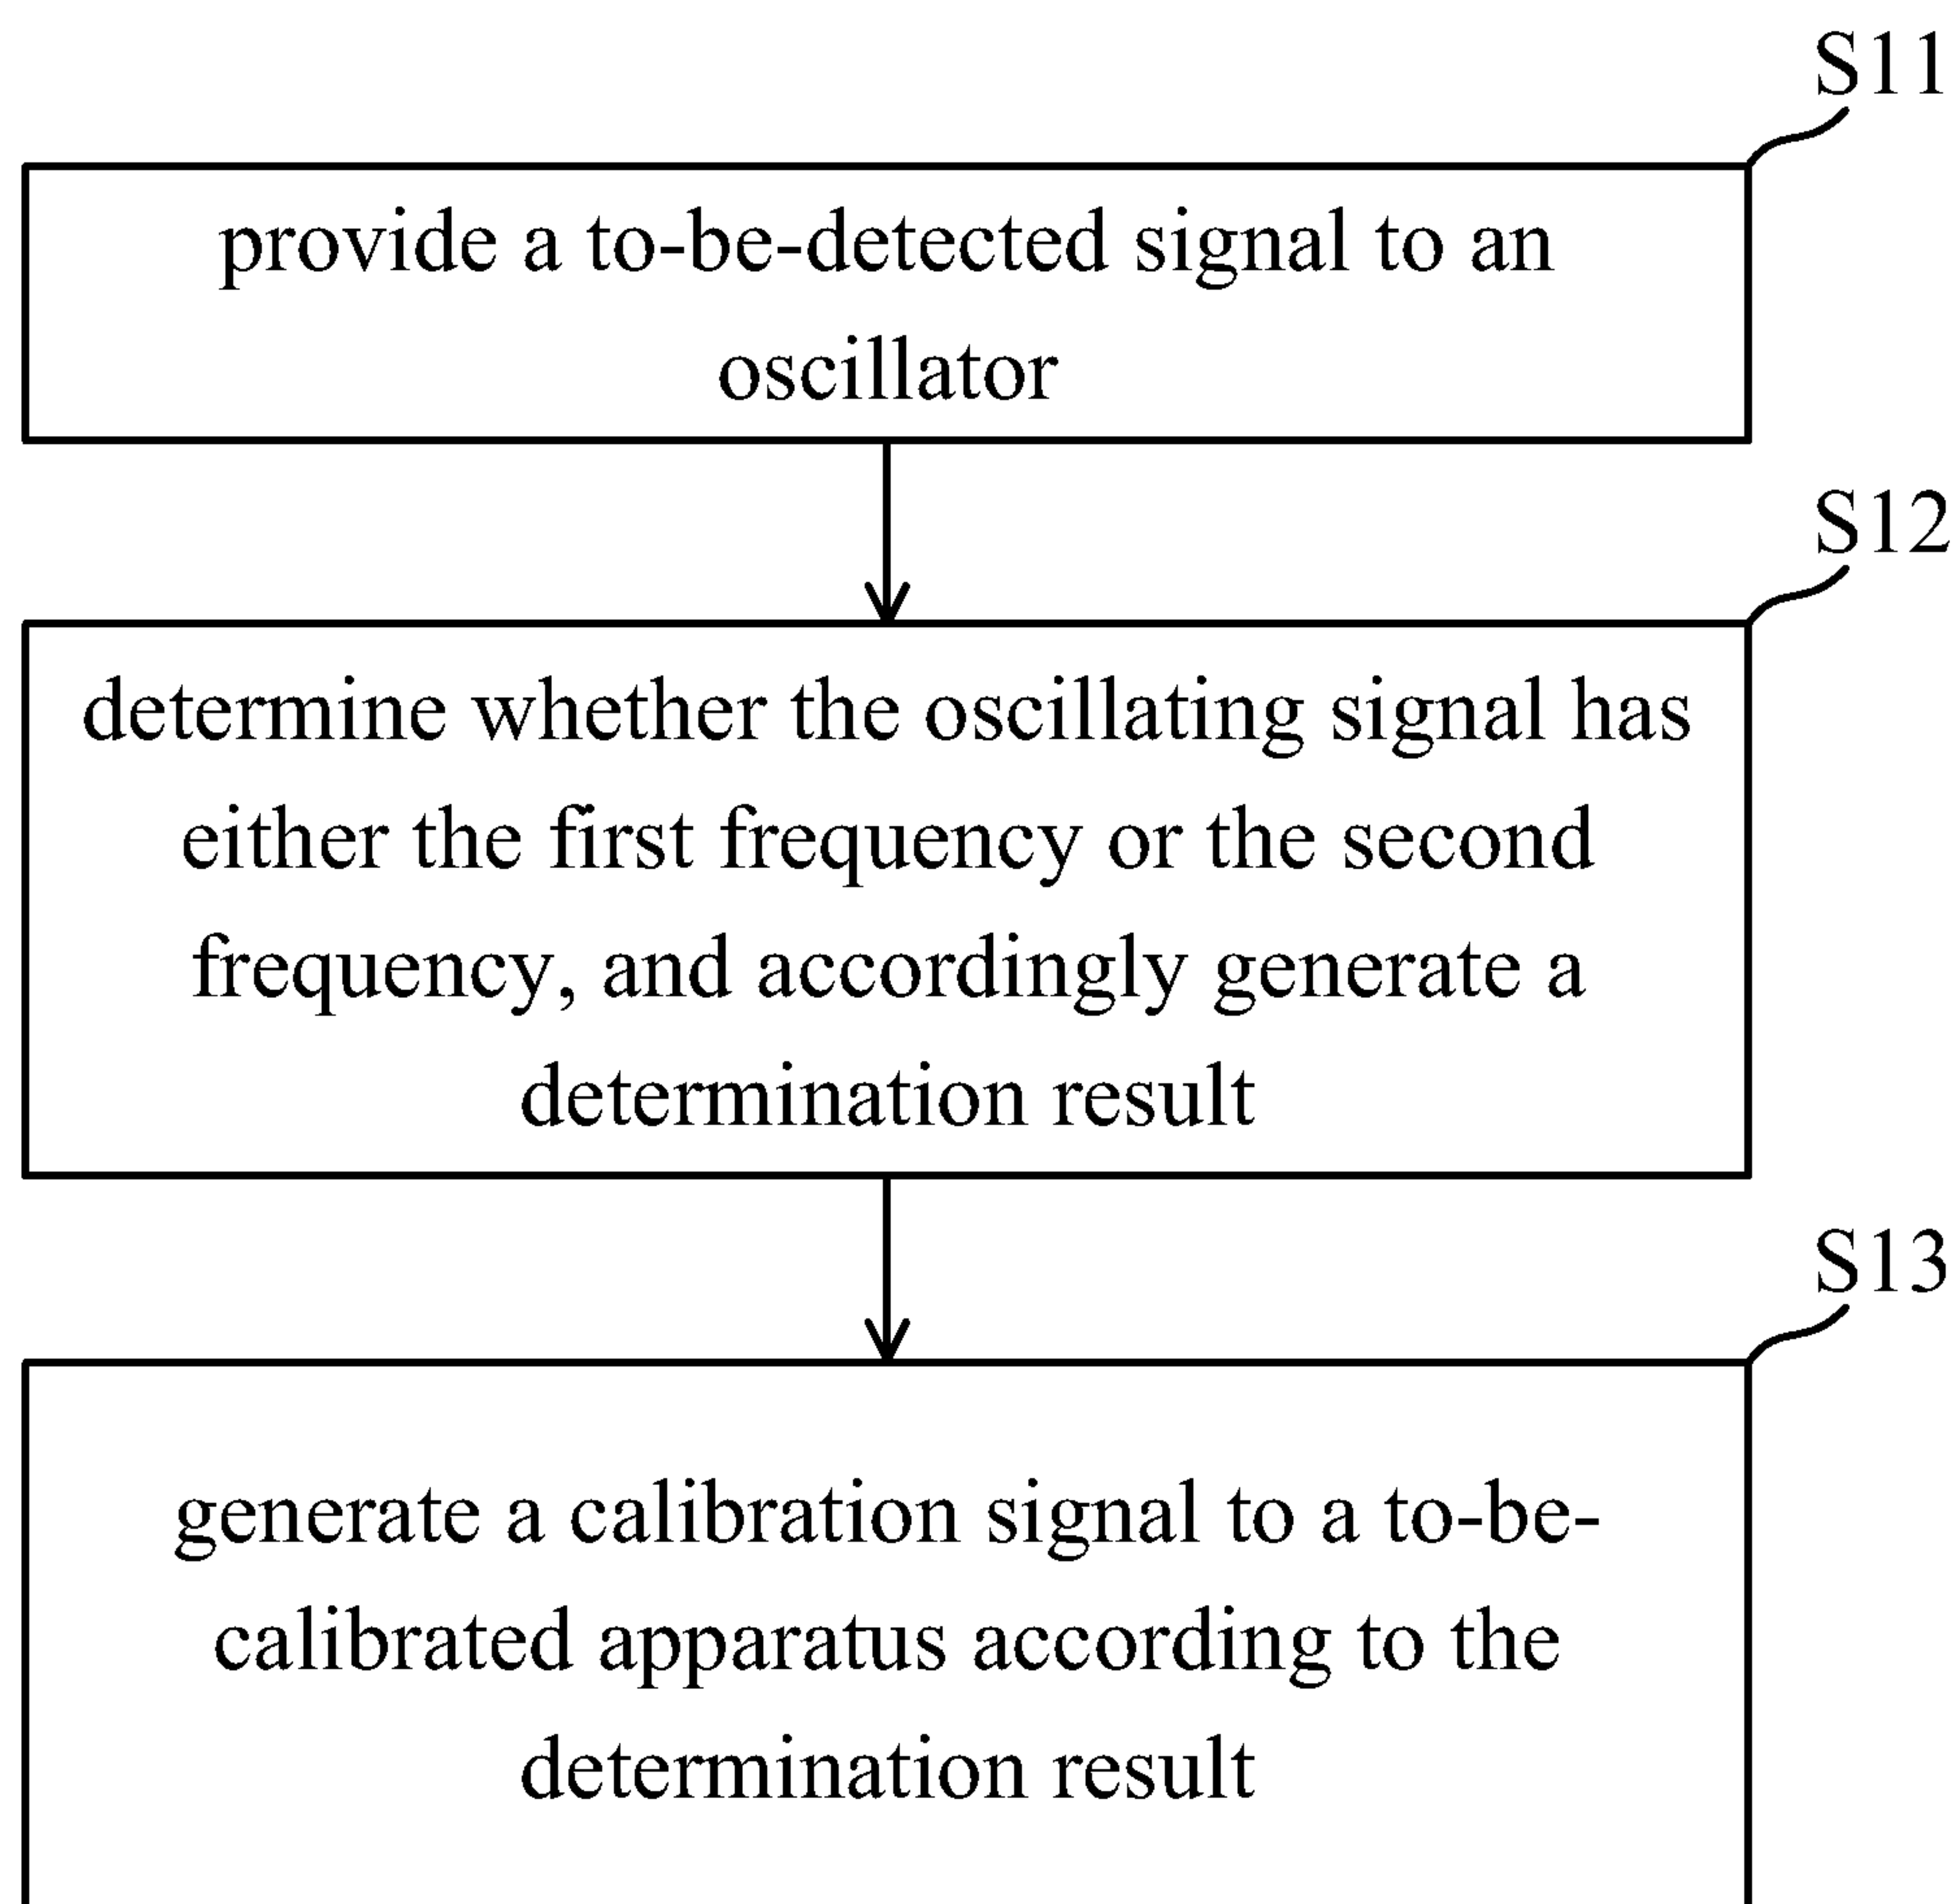 S11
provide a to-be-detected signal to an
oscillator
S12
determine whether the oscillating signal has
either the first frequency or the second
frequency, and accordingly generate a
determination result
S13
generate a calibration signal to a to-be-
calibrated apparatus according to the
determination result